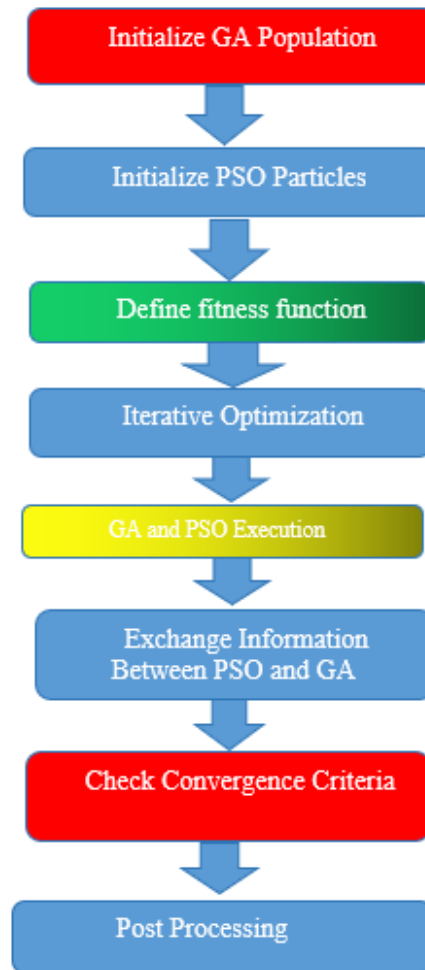 Initialize GA Population
Initialize PSO Particles
Define fitness function
Iterative Optimization
GA and PSO Execution
Exchange Information
Between PSO and GA
Check Convergence Criteria
Post Processing